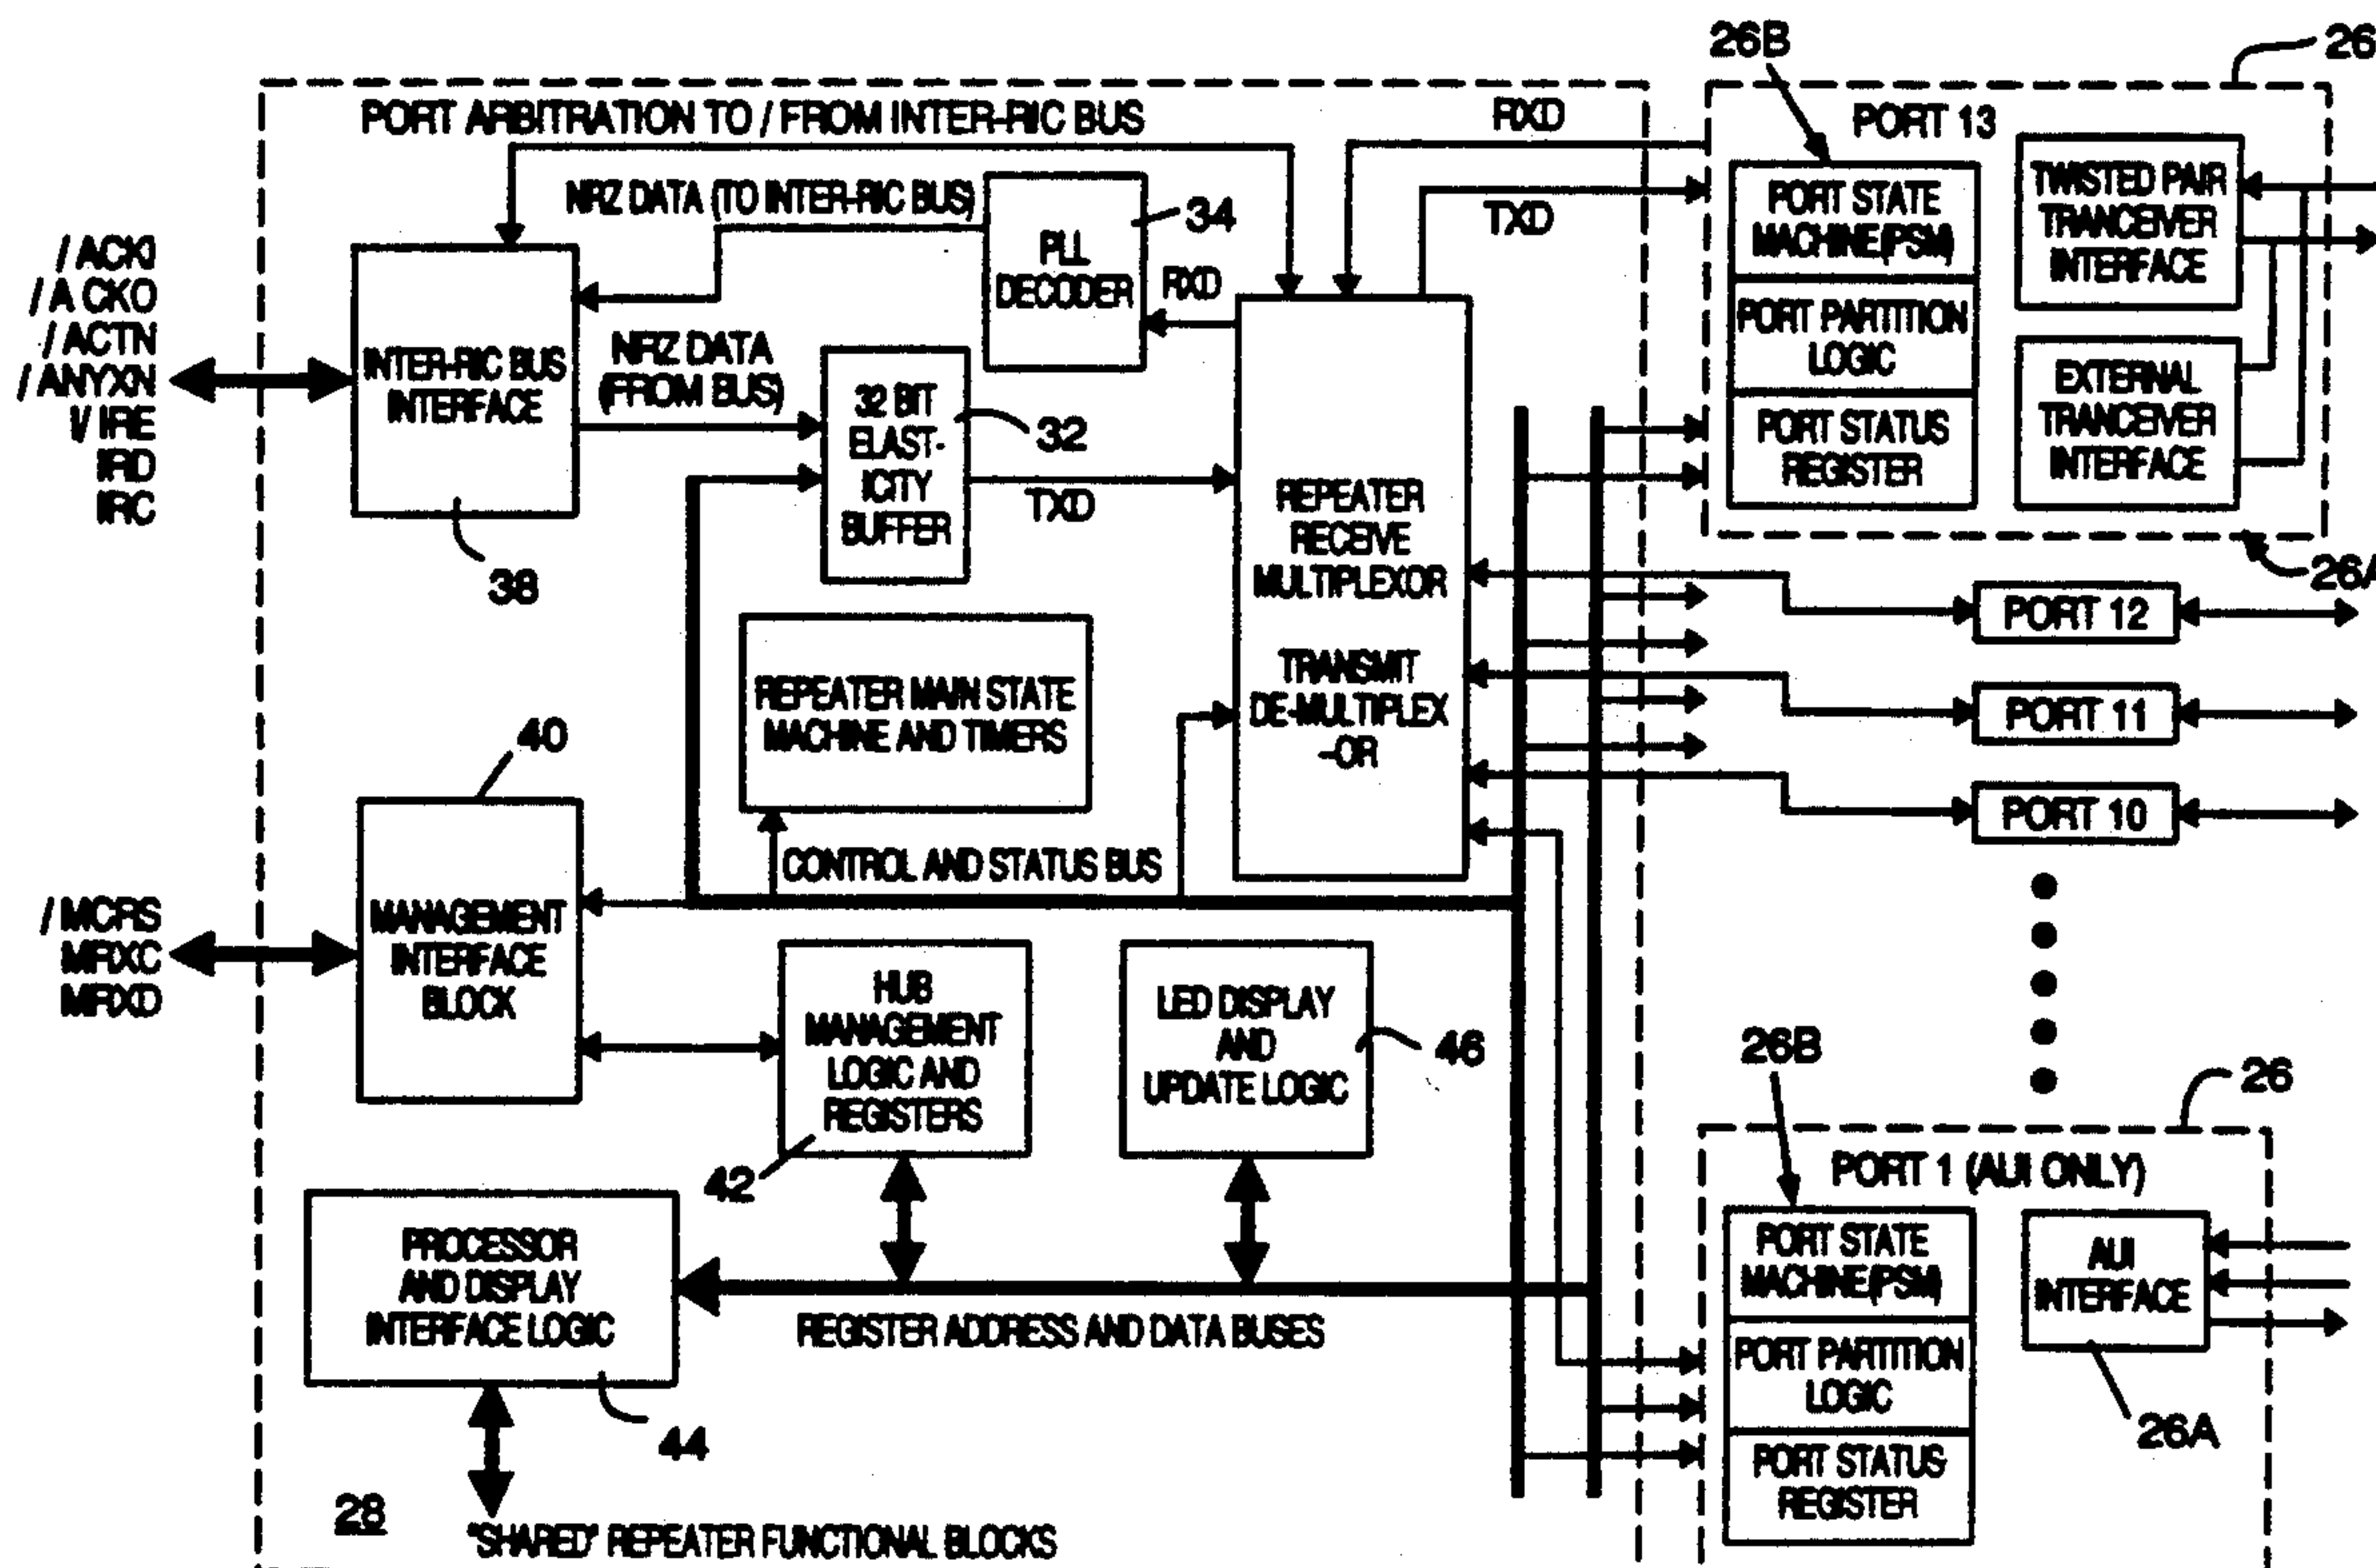 26B
26
PORT ARBITRATION TO / FROM INTER-RIC BUS
RXD
PORT 13
NRZ DATA (TO INTER-RIC BUS)
34
PLL
DECODER
RXD
TXD
PORT STATE
MACHINE(PSM)
PORT PARTITION
LOGIC
PORT STATUS
REGISTER
TWISTED PAIR
TRANCEIVER
INTERFACE
EXTERNAL
TRANCEIVER
INTERFACE
26A
/ ACKI
/ A CKO
/ ACTN
/ ANYXN
I/ IRE
IRD
IRC
INTER-RIC BUS
INTERFACE
38
NRZ DATA
(FROM BUS)
32 BIT
ELAST-
ICITY
BUFFER
32
TXD
REPEATER
RECEIVE
MULTIPLEXOR
TRANSMIT
DE-MULTIPLEX
-OR
PORT 12
PORT 11
PORT 10
REPEATER MAIN STATE
MACHINE AND TIMERS
40
CONTROL AND STATUS BUS
/ MCRS
MRXC
MRXD
MANAGEMENT
INTERFACE
BLOCK
HUB
MANAGEMENT
LOGIC AND
REGISTERS
42
LED DISPLAY
AND
UPDATE LOGIC
46
26B
26
PORT 1 (AUI ONLY)
PORT STATE
MACHINE(PSM)
PORT PARTITION
LOGIC
PORT STATUS
REGISTER
AUI
INTERFACE
26A
PROCESSOR
AND DISPLAY
INTERFACE LOGIC
44
REGISTER ADDRESS AND DATA BUSES
28
"SHARED" REPEATER FUNCTIONAL BLOCKS